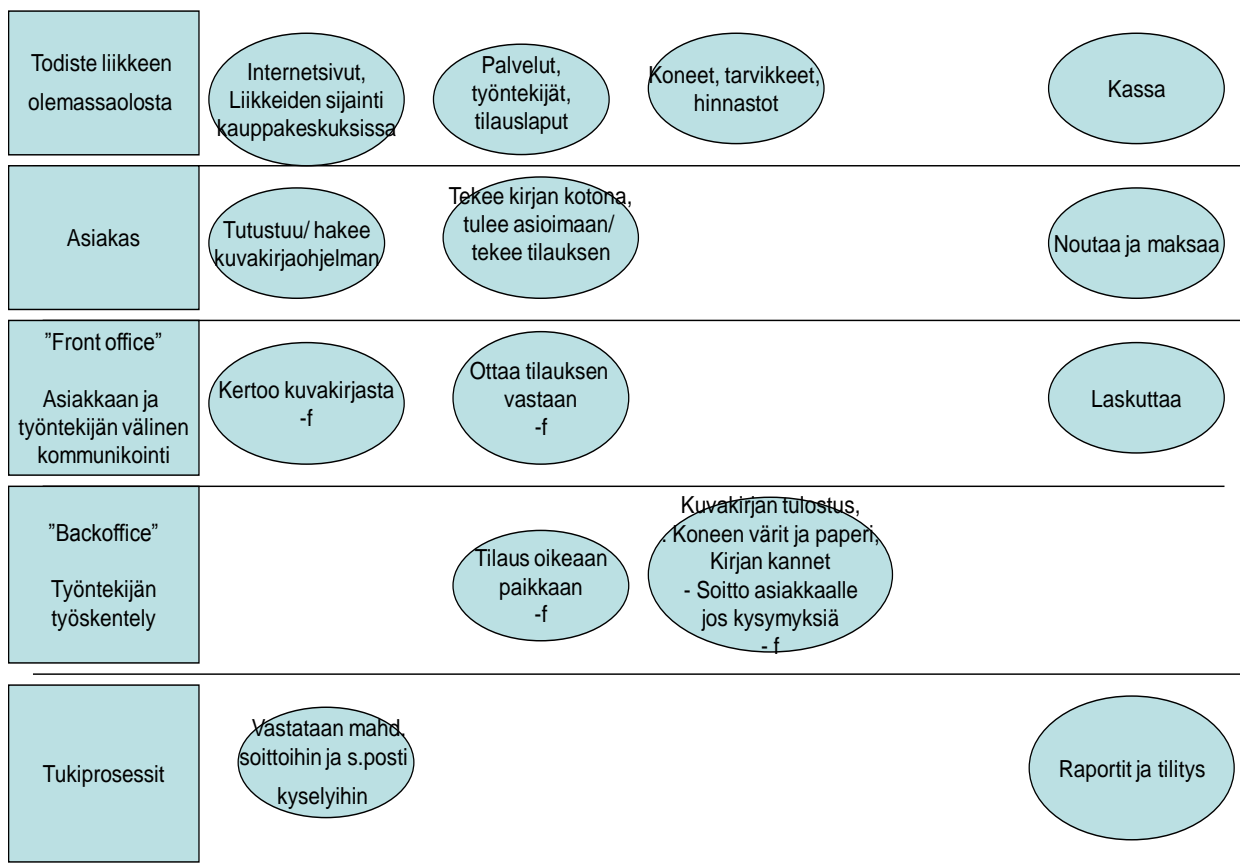 Todiste liikkeen
olemassaolosta
Internetsivut,
Liikkeiden sijainti
kauppakeskuksissa
Palvelut,
työntekijät,
tilauslaput
Koneet, tarvikkeet,
hinnastot
Kassa
Asiakas
Tutustuu/ hakee
kuvakirjaohjelman
Tekee kirjan kotona,
tulee asioimaan/
tekee tilauksen
Noutaa ja maksaa
”Front office”
Asiakkaan ja
työntekijän välinen
kommunikointi
Kertoo kuvakirjasta
-f
Ottaa tilauksen
vastaan
-f
Laskuttaa
”Backoffice”
Työntekijän
työskentely
Tilaus oikeaan
paikkaan
-f
Kuvakirjan tulostus,
. Koneen värit ja paperi,
Kirjan kannet
- Soitto asiakkaalle
jos kysymyksiä
- f
Tukiprosessit
Vastataan mahd.
soittoihin ja s.posti
kyselyihin
Raportit ja tilitys